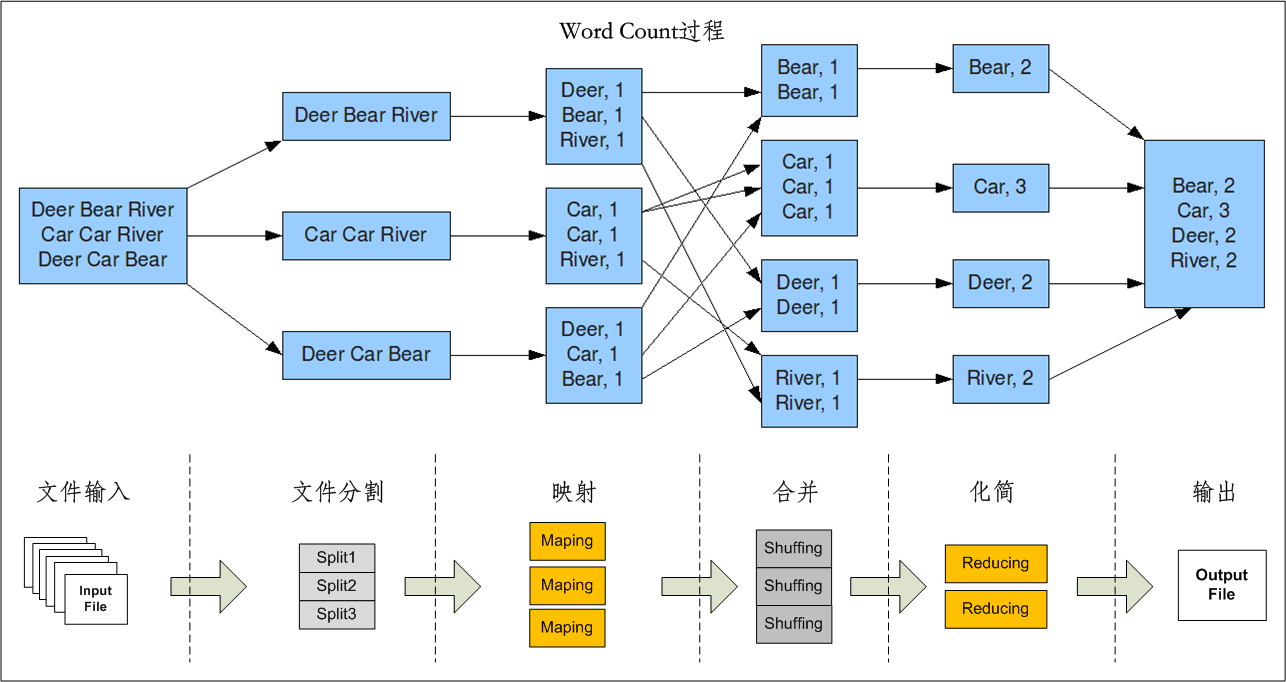 Word Count过程
Deer Bear River
Car Car River
Deer Car Bear
Deer Bear River
Car Car River
Deer Car Bear
Deer, 1
Bear, 1
River, 1
Car, 1
Car, 1
River, 1
Deer, 1
Car, 1
Bear, 1
Bear, 1
Bear, 1
Car, 1
Car, 1
Car, 1
Deer, 1
Deer, 1
River, 1
River, 1
Bear, 2
Car, 3
Deer, 2
River, 2
Bear, 2
Car, 3
Deer, 2
River, 2
文件输入
文件分割
映射
合并
化简
输出
Input
File
Split1
Split2
Split3
Maping
Maping
Maping
Shuffing
Shuffing
Shuffing
Reducing
Reducing
Output
File